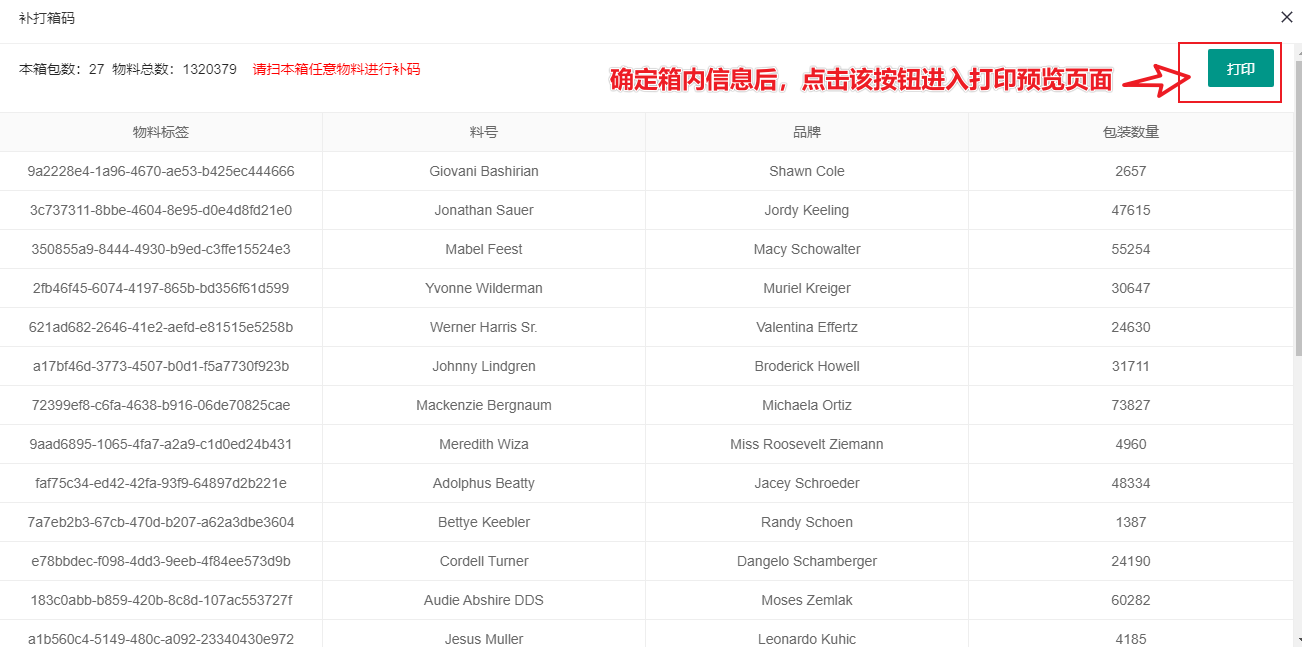 补打箱码
本箱包数：27 物料总数：1320379 请扫本箱任意物料进行补码
确定箱内信息后，点击该按钮进入打印预览页面
打印
物料标签 料号 品牌 包装数量
9a2228e4-1a96-4670-ae53-b425ec444666 Giovani Bashirian Shawn Cole 2657
3c737311-8bbe-4604-8e95-d0e4d8fd21e0 Jonathan Sauer Jordy Keeling 47615
350855a9-8444-4930-b9ed-c3ffe15524e3 Mabel Feest Macy Schowalter 55254
2fb46f45-6074-4197-865b-bd356f61d599 Yvonne Wilderman Muriel Kreiger 30647
621ad682-2646-41e2-aefd-e81515e5258b Werner Harris Sr. Valentina Effertz 24630
a17bf46d-3773-4507-b0d1-f5a7730f923b Johnny Lindgren Broderick Howell 31711
72399ef8-c6fa-4638-b916-06de70825cae Mackenzie Bergnaum Michaela Ortiz 73827
9aad6895-1065-4fa7-a2a9-c1d0ed24b431 Meredith Wiza Miss Roosevelt Ziemann 4960
faf75c34-ed42-42fa-93f9-64897d2b221e Adolphus Beatty Jacey Schroeder 48334
7a7eb2b3-67cb-470d-b207-a62a3dbe3604 Bettye Keebler Randy Schoen 1387
e78bbdec-f098-4dd3-9eeb-4f84ee573d9b Cordell Turner Dangelo Schamberger 24190
183c0abb-b859-420b-8c8d-107ac553727f Audie Abshire DDS Moses Zemlak 60282
a1b560c4-5149-480c-a092-23340430e972 Jesus Muller Leonardo Kuhic 4185